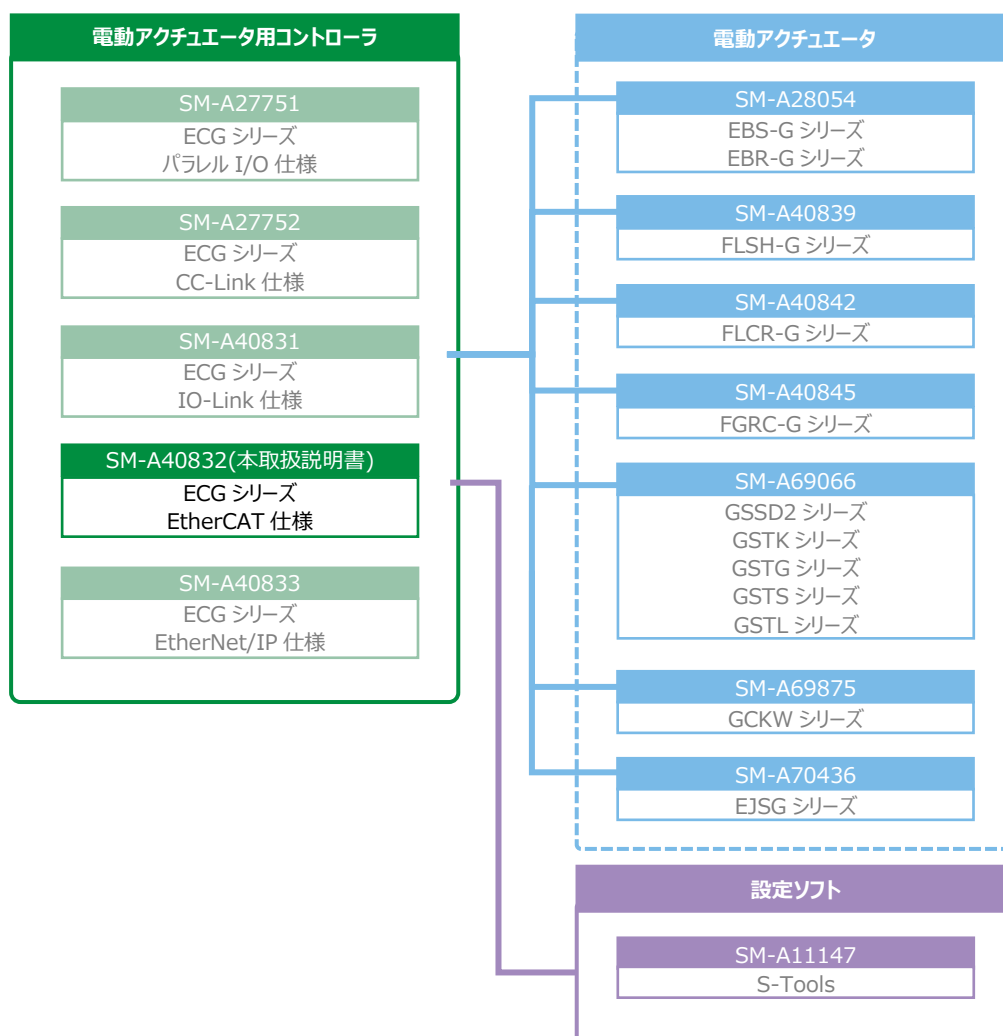 電動アクチュエータ用コントローラ
SM-A27751
ECG シリーズ
パラレル I/O 仕様
SM-A27752
ECG シリーズ
CC-Link 仕様
SM-A40831
ECG シリーズ
IO-Link 仕様
SM-A40832(本取扱説明書)
ECG シリーズ
EtherCAT 仕様
SM-A40833
ECG シリーズ
EtherNet/IP 仕様
電動アクチュエータ
SM-A28054
EBS-G シリーズ
EBR-G シリーズ
SM-A40839
FLSH-G シリーズ
SM-A40842
FLCR-G シリーズ
SM-A40845
FGRC-G シリーズ
SM-A69066
GSSD2 シリーズ
GSTK シリーズ
GSTG シリーズ
GSTS シリーズ
GSTL シリーズ
SM-A69875
GCKW シリーズ
SM-A70436
EJSG シリーズ
設定ソフト
SM-A11147
S-Tools